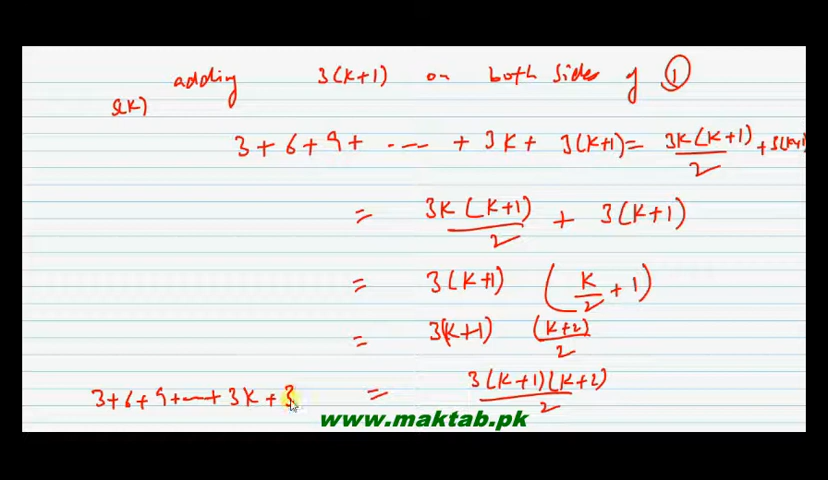 adding 3(K+1) on both sides of ①
S(K)
3 + 6 + 9 + ---- + 3K + 3(K+1) = 3K(K+1)/2 + 3(K+1)
= 3K(K+1)/2 + 3(K+1)
= 3(K+1) (K/2 + 1)
= 3(K+1) (K+2)/2
3+6+9+---+ 3K + 3 = 3(K+1)(K+2)/2
www.maktab.pk